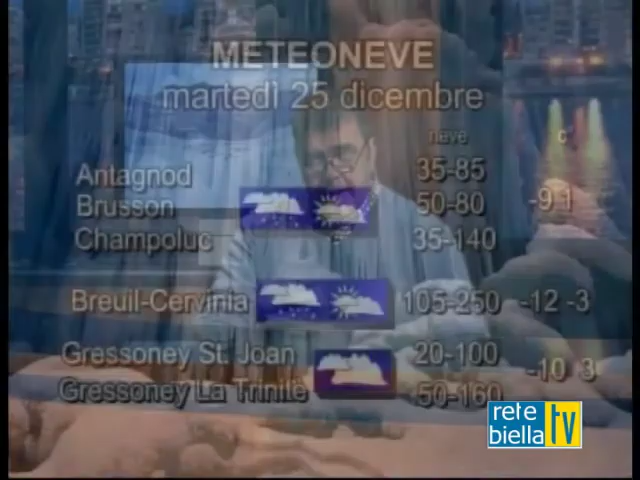 METEONEVE
martedì 25 dicembre
neve c°
Antagnod 35-85
Brusson 50-80 -9 1
Champoluc 35-140
Breuil-Cervinia 105-250 -12 -3
Gressoney St. Joan 20-100
-10 3
Gressoney La Trinite 50-160
rete
biella tv